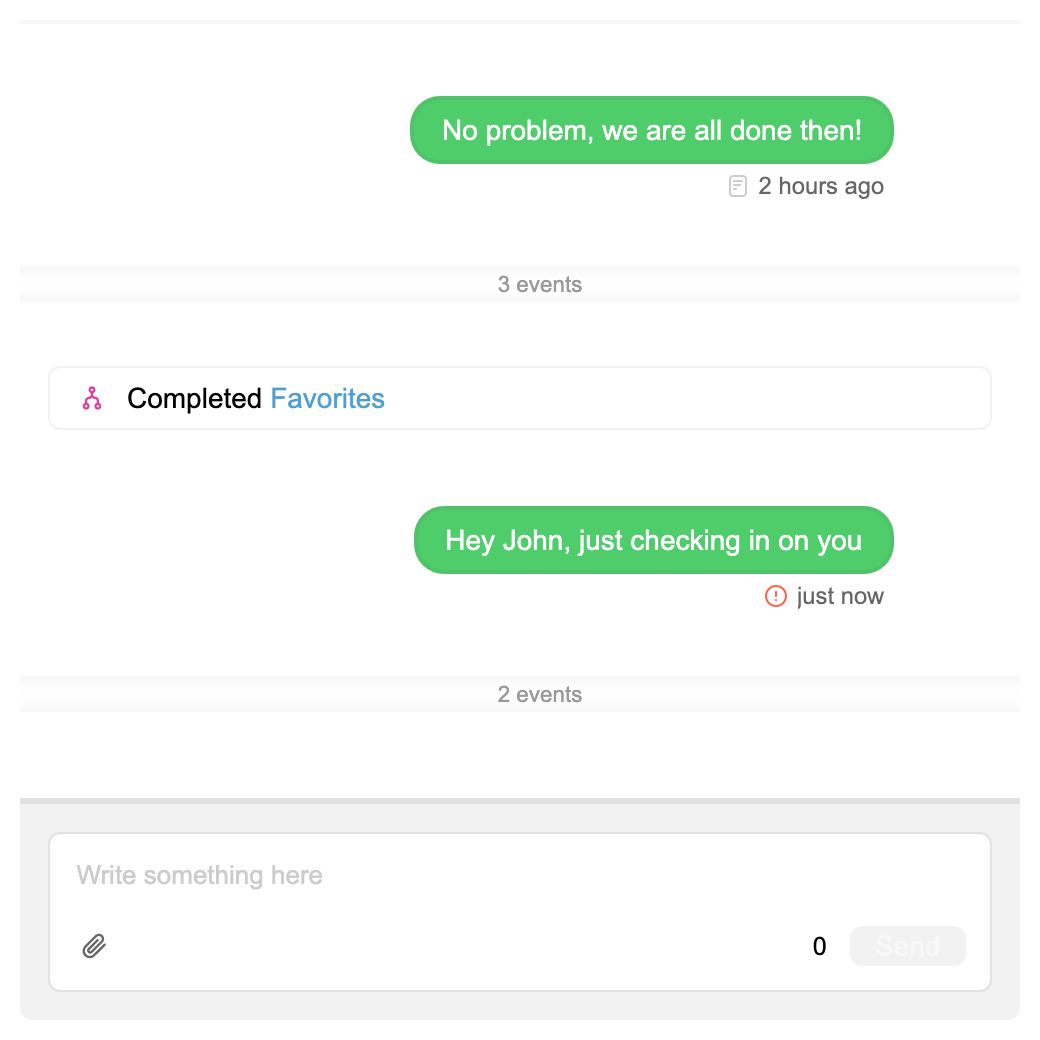 No problem, we are all done then!
2 hours ago
3 events
Completed Favorites
Hey John, just checking in on you
just now
2 events
Write something here
0 Send